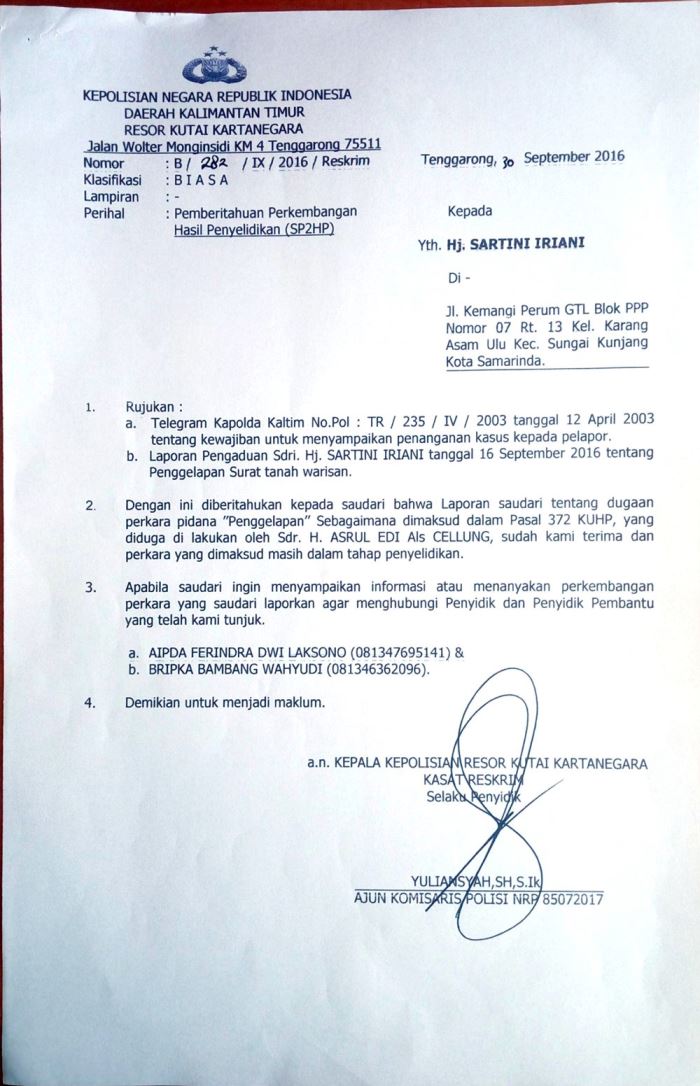 KEPOLISIAN NEGARA REPUBLIK INDONESIA
DAERAH KALIMANTAN TIMUR
RESOR KUTAI KARTANEGARA
Jalan Wolter Monginsidi KM 4 Tenggarong 75511
Nomor : B / 282 / IX / 2016 / Reskrim
Tenggarong, 30 September 2016
Klasifikasi : B I A S A
Lampiran : -
Perihal : Pemberitahuan Perkembangan
Hasil Penyelidikan (SP2HP)
Kepada
Yth. Hj. SARTINI IRIANI
Di -
Jl. Kemangi Perum GTL Blok PPP
Nomor 07 Rt. 13 Kel. Karang
Asam Ulu Kec. Sungai Kunjang
Kota Samarinda.
1. Rujukan :
a. Telegram Kapolda Kaltim No.Pol : TR / 235 / IV / 2003 tanggal 12 April 2003
tentang kewajiban untuk menyampaikan penanganan kasus kepada pelapor.
b. Laporan Pengaduan Sdri. Hj. SARTINI IRIANI tanggal 16 September 2016 tentang
Penggelapan Surat tanah warisan.
2. Dengan ini diberitahukan kepada saudari bahwa Laporan saudari tentang dugaan
perkara pidana "Penggelapan" Sebagaimana dimaksud dalam Pasal 372 KUHP, yang
diduga di lakukan oleh Sdr. H. ASRUL EDI Als CELLUNG, sudah kami terima dan
perkara yang dimaksud masih dalam tahap penyelidikan.
3. Apabila saudari ingin menyampaikan informasi atau menanyakan perkembangan
perkara yang saudari laporkan agar menghubungi Penyidik dan Penyidik Pembantu
yang telah kami tunjuk.
a. AIPDA FERINDRA DWI LAKSONO (081347695141) &
b. BRIPKA BAMBANG WAHYUDI (081346362096).
4. Demikian untuk menjadi maklum.
a.n. KEPALA KEPOLISIAN RESOR KUTAI KARTANEGARA
KASAT RESKRIM
Selaku Penyidik
YULIANSYAH,SH,S.Ik
AJUN KOMISARIS POLISI NRP 85072017